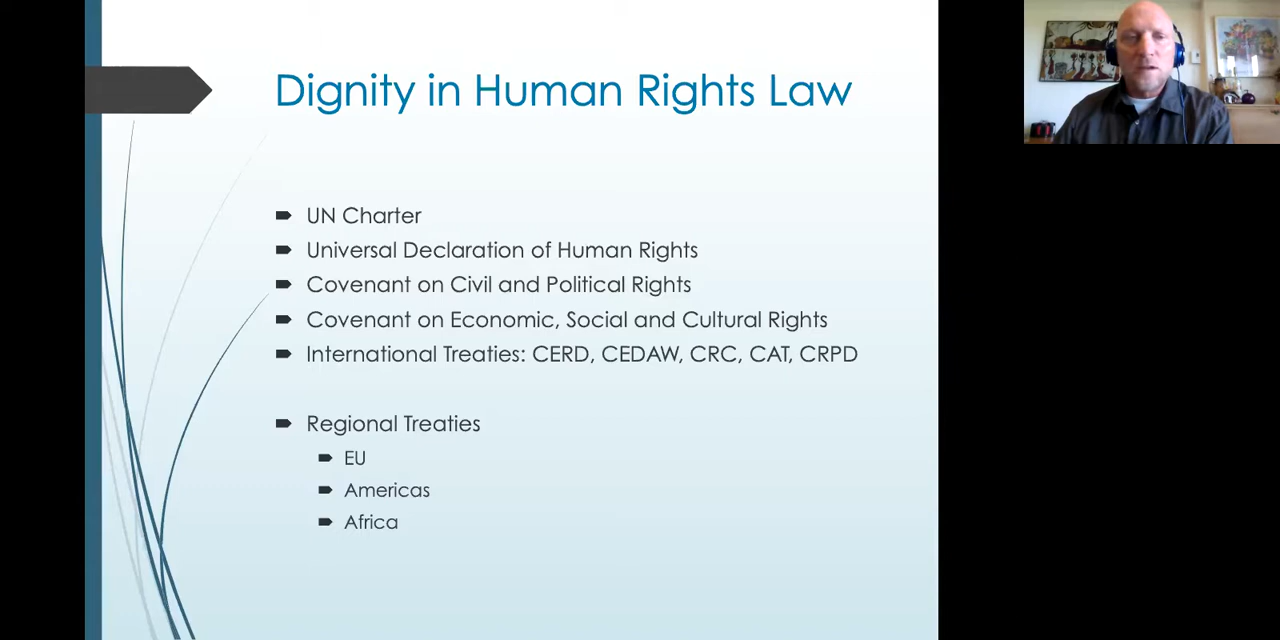 Dignity in Human Rights Law
UN Charter
Universal Declaration of Human Rights
Covenant on Civil and Political Rights
Covenant on Economic, Social and Cultural Rights
International Treaties: CERD, CEDAW, CRC, CAT, CRPD
Regional Treaties
EU
Americas
Africa